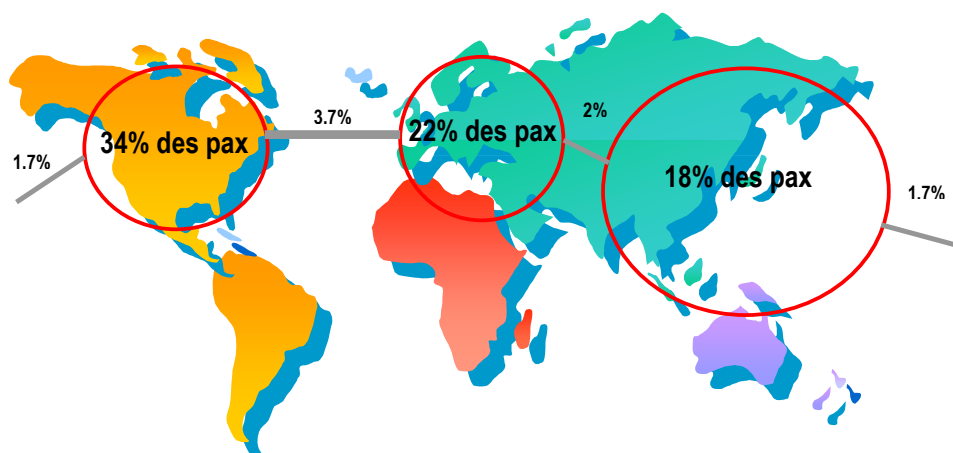 3.7%
2%
34% des pax
22% des pax
1.7%
18% des pax
1.7%